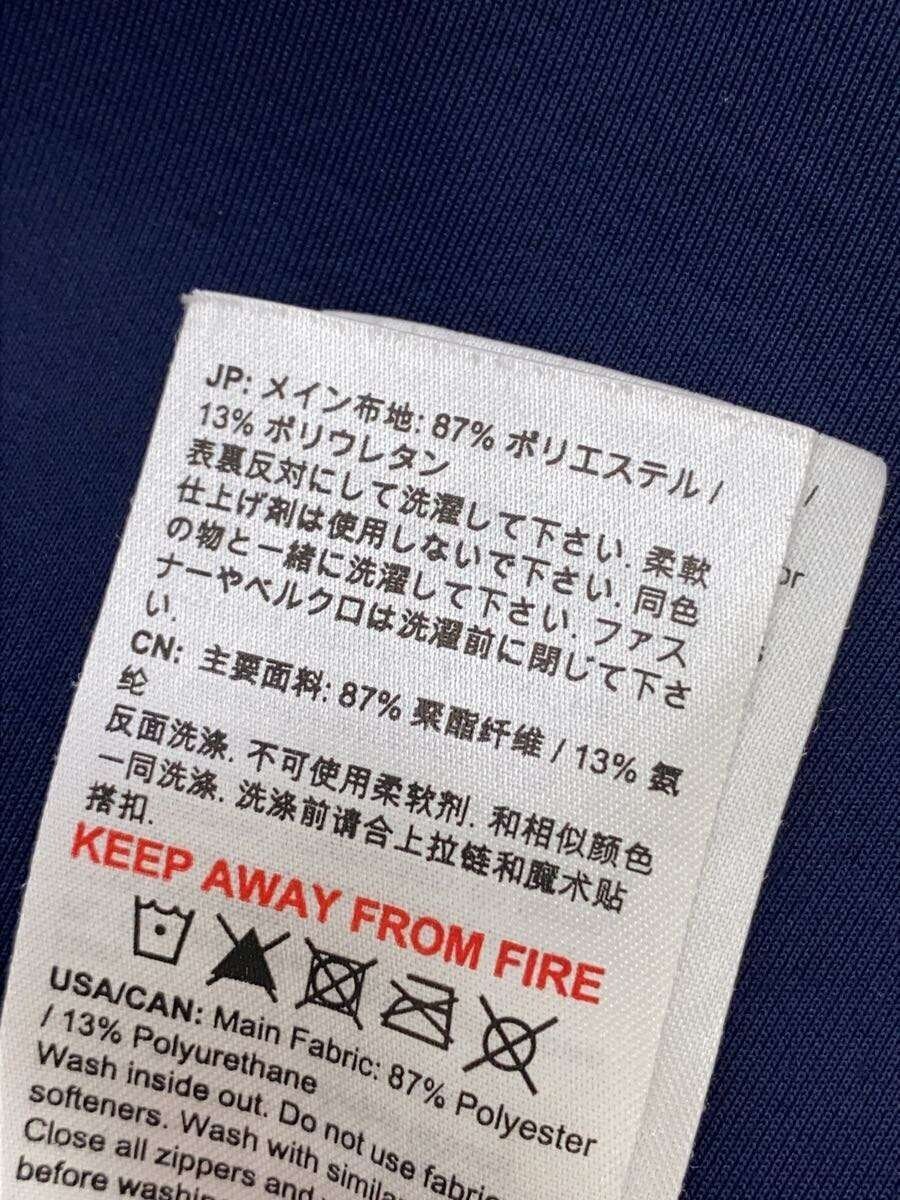 JP: メイン布地: 87% ポリエステル /
13% ポリウレタン
表裏反対にして洗濯して下さい. 柔軟
仕上げ剤は使用しないで下さい. 同色
の物と一緒に洗濯して下さい. ファス
ナーやベルクロは洗濯前に閉じて下さ
い.
CN: 主要面料: 87% 聚酯纤维 / 13% 氨
纶
反面洗涤. 不可使用柔软剂. 和相似颜色
一同洗涤. 洗涤前请合上拉链和魔术贴
搭扣.
KEEP AWAY FROM FIRE
USA/CAN: Main Fabric: 87% Polyester
/ 13% Polyurethane
Wash inside out. Do not use fabric
softeners. Wash with similar
Close all zippers and
before washing